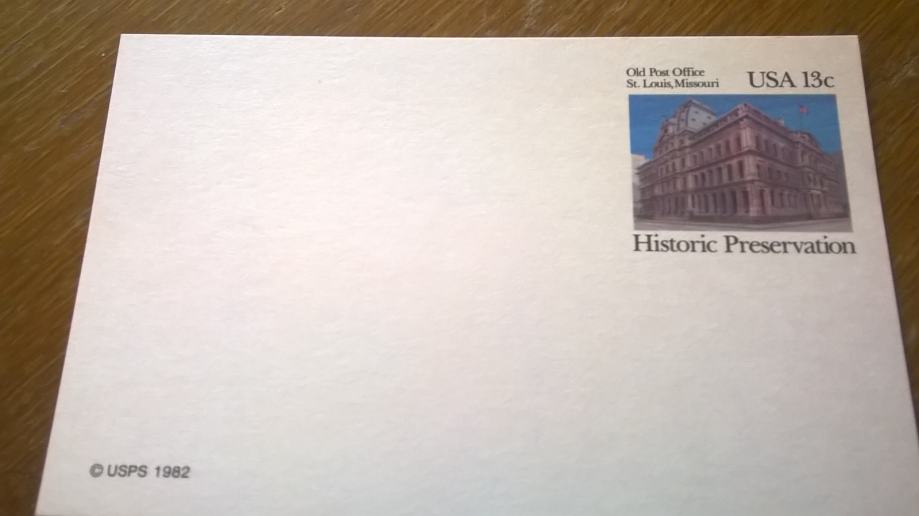 Old Post Office
St. Louis, Missouri
USA 13c
Historic Preservation
© USPS 1982